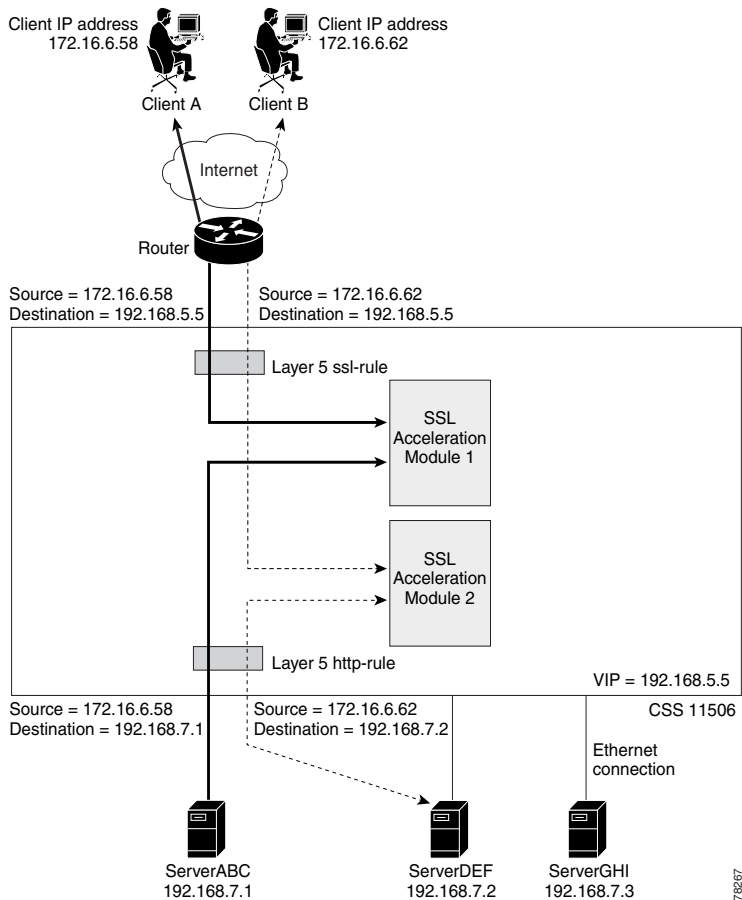 Client IP address
172.16.6.58
Client IP address
172.16.6.62
Client A
Client B
Internet
Router
Source = 172.16.6.58
Destination = 192.168.5.5
Source = 172.16.6.62
Destination = 192.168.5.5
Layer 5 ssl-rule
SSL
Acceleration
Module 1
SSL
Acceleration
Module 2
Layer 5 http-rule
VIP = 192.168.5.5
CSS 11506
Source = 172.16.6.58
Destination = 192.168.7.1
Source = 172.16.6.62
Destination = 192.168.7.2
Ethernet
connection
ServerABC
192.168.7.1
ServerDEF
192.168.7.2
ServerGHI
192.168.7.3
78267